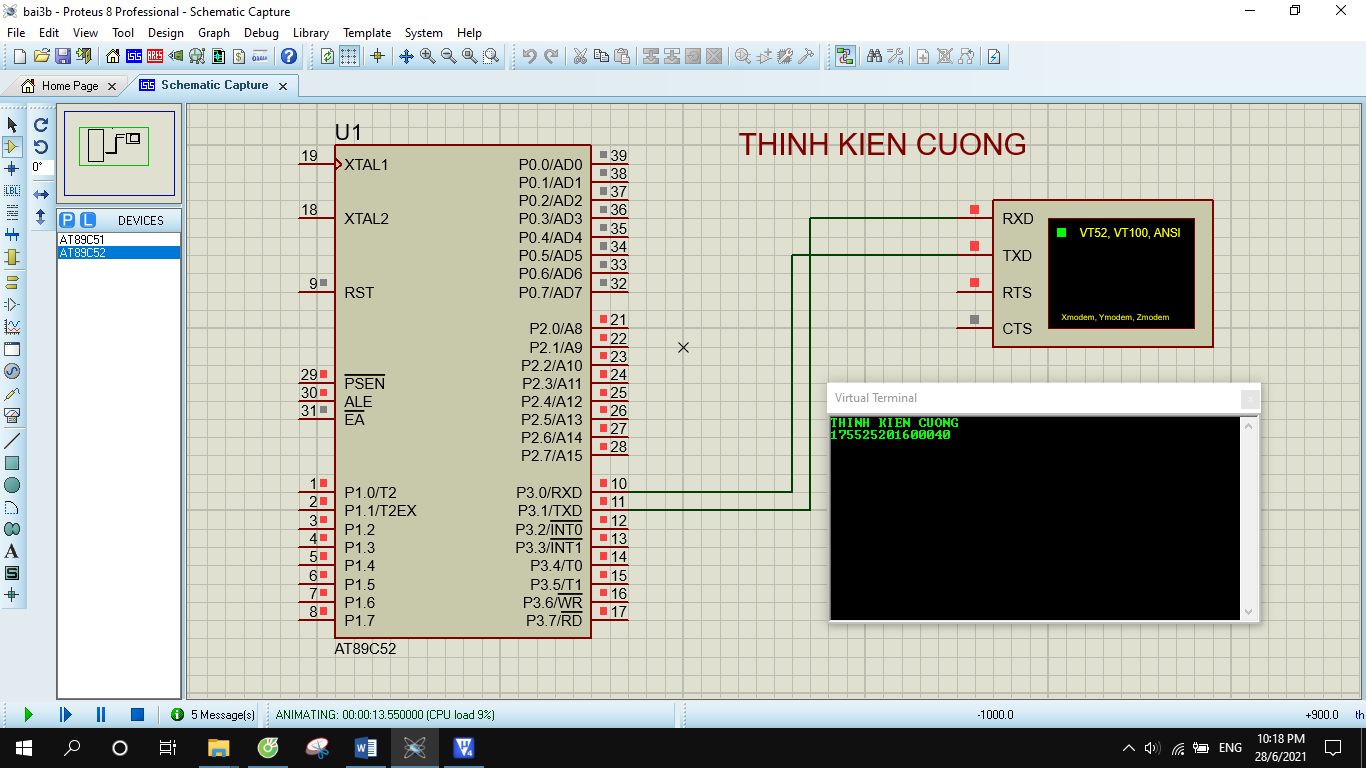 bai3b - Proteus 8 Professional - Schematic Capture
File Edit View Tool Design Graph Debug Library Template System Help
Home Page Schematic Capture
0°
P L DEVICES
AT89C51
AT89C52
U1
THINH KIEN CUONG
19 XTAL1
18 XTAL2
9 RST
29 PSEN
30 ALE
31 EA
1 P1.0/T2
2 P1.1/T2EX
3 P1.2
4 P1.3
5 P1.4
6 P1.5
7 P1.6
8 P1.7
P0.0/AD0 39
P0.1/AD1 38
P0.2/AD2 37
P0.3/AD3 36
P0.4/AD4 35
P0.5/AD5 34
P0.6/AD6 33
P0.7/AD7 32
P2.0/A8 21
P2.1/A9 22
P2.2/A10 23
P2.3/A11 24
P2.4/A12 25
P2.5/A13 26
P2.6/A14 27
P2.7/A15 28
P3.0/RXD 10
P3.1/TXD 11
P3.2/INT0 12
P3.3/INT1 13
P3.4/T0 14
P3.5/T1 15
P3.6/WR 16
P3.7/RD 17
AT89C52
RXD
TXD
RTS
CTS
VT52, VT100, ANSI
Xmodem, Ymodem, Zmodem
Virtual Terminal
THINH KIEN CUONG
175525201600040
5 Message(s) ANIMATING: 00:00:13.550000 (CPU load 9%) -1000.0 +900.0 th
ENG 10:18 PM
28/6/2021